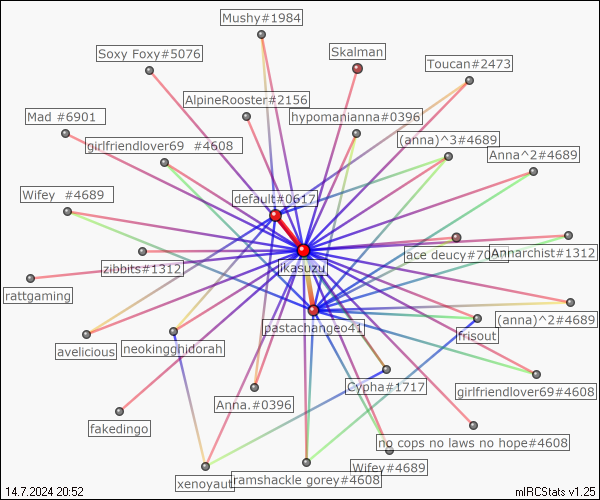 Mushy#1984
Skalman
Soxy Foxy#5076
Toucan#2473
AlpineRooster#2156
Mad #6901
hypomanianna#0396
girlfriendlover69 #4608
(anna)^3#4689
Anna^2#4689
Wifey #4689
default#0617
ace deucy#70
Annarchist#1312
zibbits#1312
ikasuzu
rattgaming
(anna)^2#4689
pastachangeo41
frisout
avelicious
neokingghidorah
Cypha#1717
girlfriendlover69#4608
Anna.#0396
fakedingo
no cops no laws no hope#4608
Wifey#4689
xenoyaut
ramshackle gorey#4608
14.7.2024 20:52
mIRCStats v1.25